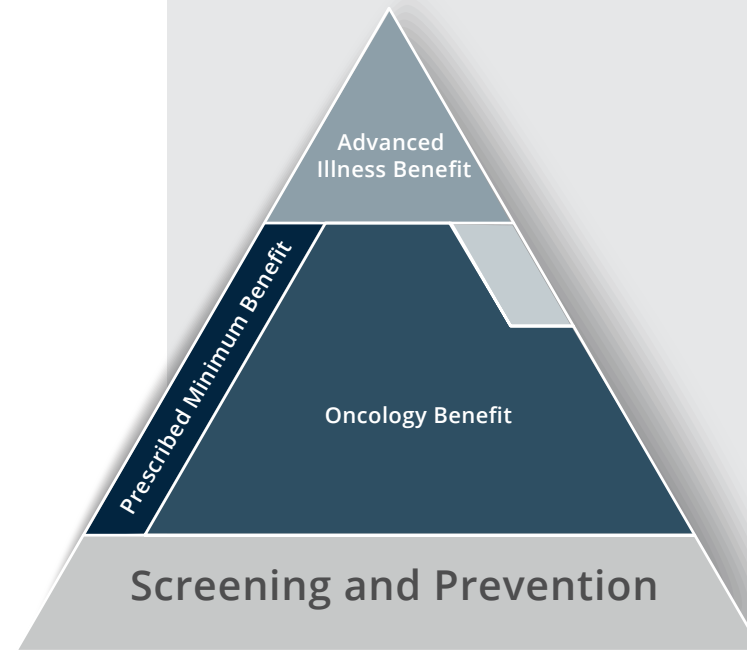 Advanced
Illness Benefit
Prescribed Minimum Benefit
Oncology Benefit
Screening and Prevention